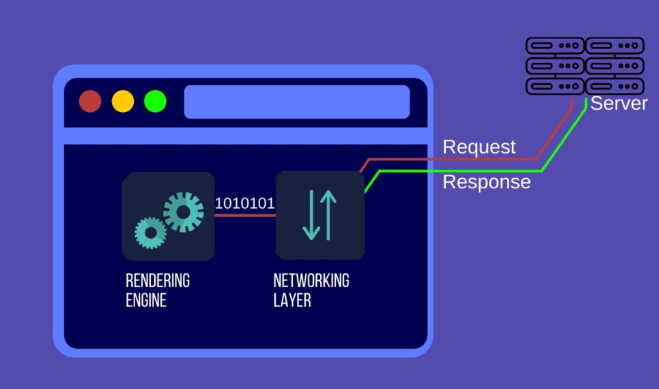 Server
Request
Response
1010101
RENDERING
ENGINE
NETWORKING
LAYER